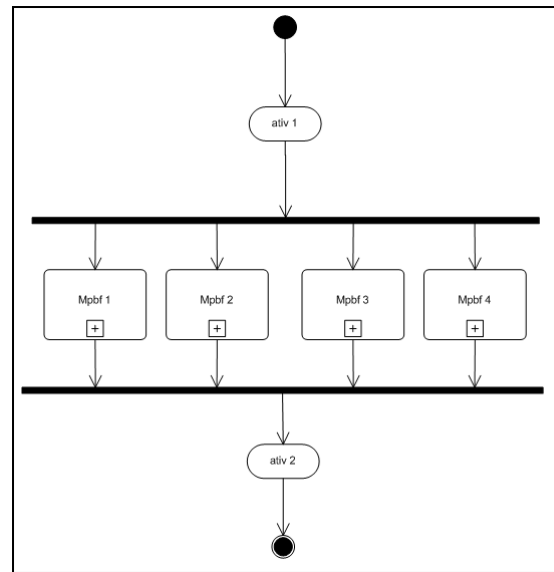 ativ 1
Mpbf 1
+
Mpbf 2
+
Mpbf 3
+
Mpbf 4
+
ativ 2